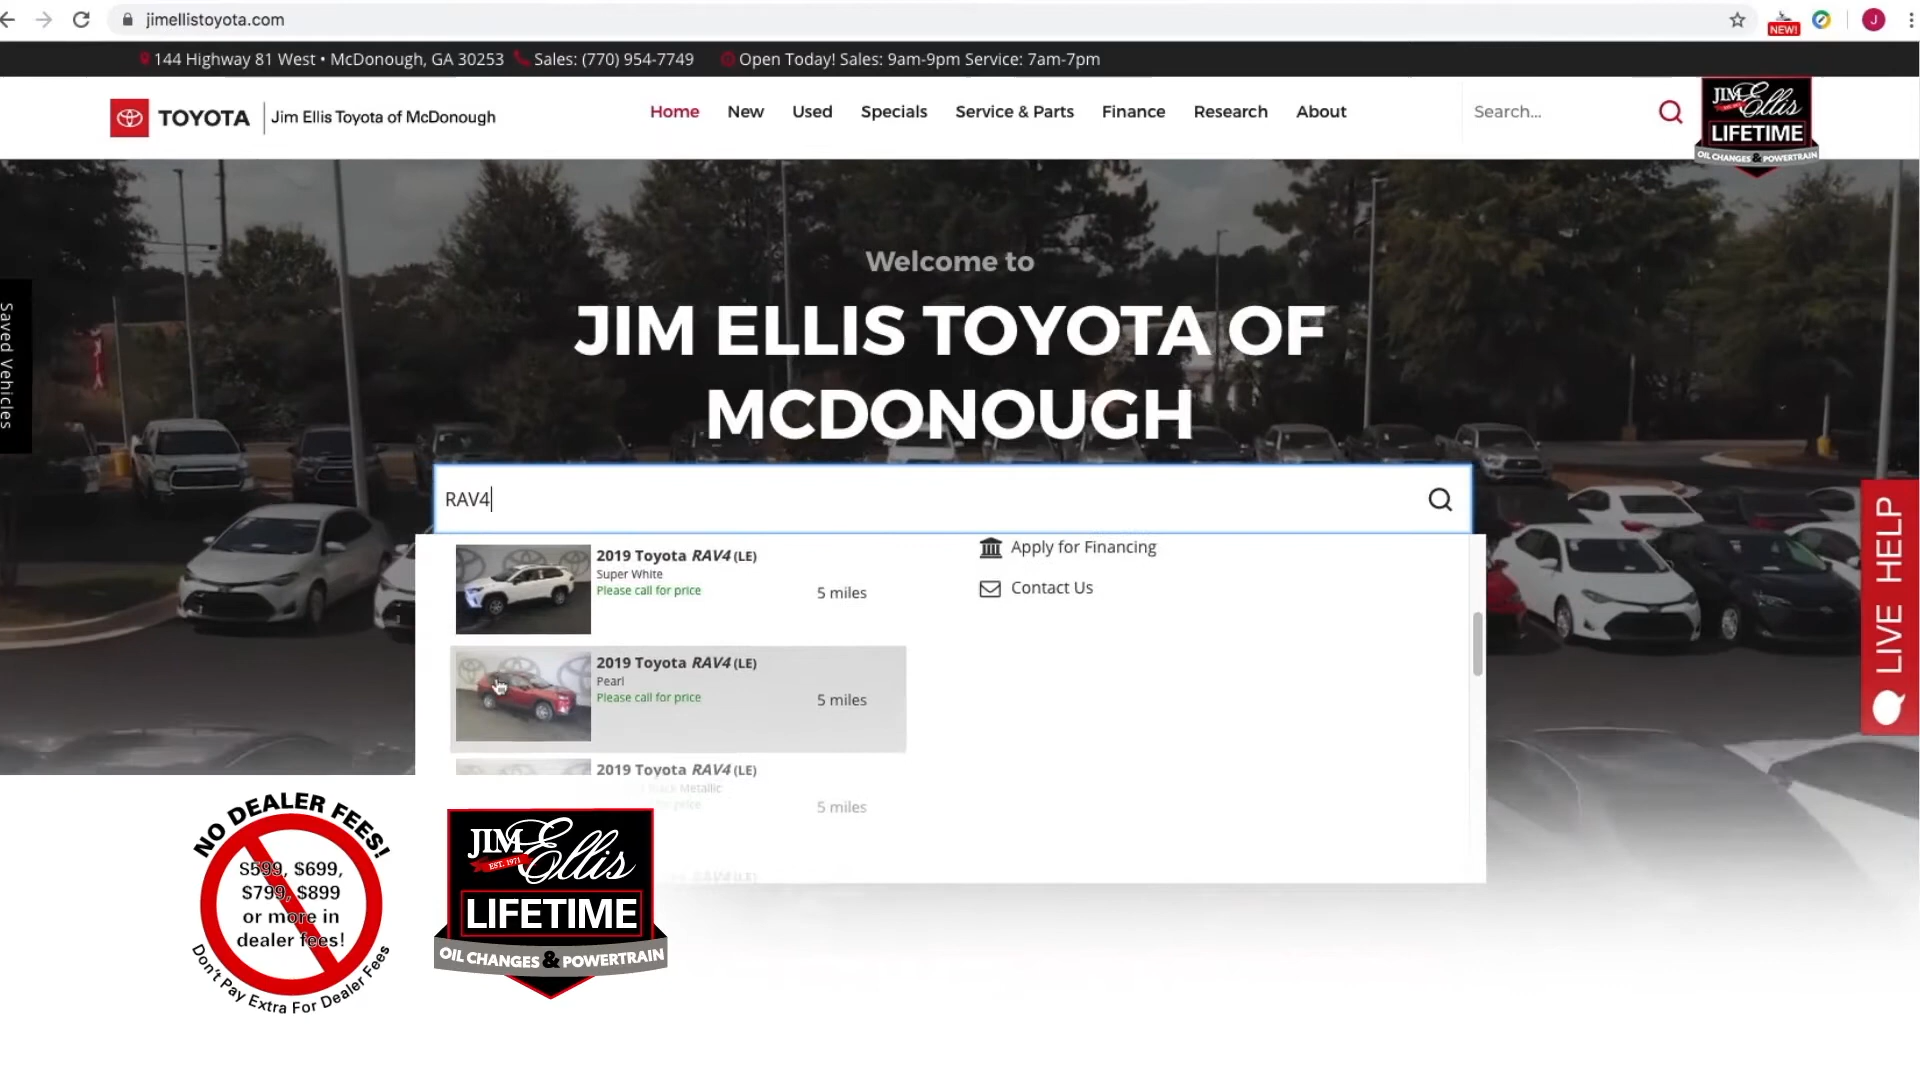 jimellistoyota.com
NEW!
J
144 Highway 81 West • McDonough, GA 30253 Sales: (770) 954-7749 Open Today! Sales: 9am-9pm Service: 7am-7pm
TOYOTA Jim Ellis Toyota of McDonough
Home New Used Specials Service & Parts Finance Research About
Search...
JIM Ellis
LIFETIME
OIL CHANGES & POWERTRAIN
Saved Vehicles
Welcome to
JIM ELLIS TOYOTA OF
MCDONOUGH
RAV4
2019 Toyota RAV4 (LE)
Super White
Please call for price
5 miles
Apply for Financing
Contact Us
2019 Toyota RAV4 (LE)
Pearl
Please call for price
5 miles
2019 Toyota RAV4 (LE)
Metallic
price
5 miles
LIVE HELP
NO DEALER FEES!
$599, $699,
$799, $899
or more in
dealer fees!
Don't Pay Extra For Dealer Fees
JIM Ellis
EST. 1971
LIFETIME
OIL CHANGES & POWERTRAIN